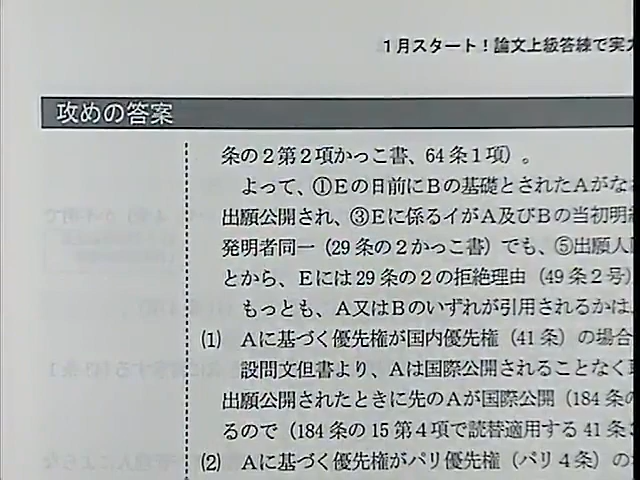 1月スタート！論文上級答練で実力
攻めの答案
条の２第２項かっこ書、64条１項）。
よって、①Ｅの日前にＢの基礎とされたＡがな
出願公開され、③Ｅに係るイがＡ及びＢの当初明細
発明者同一（29条の２かっこ書）でも、⑤出願人
とから、Ｅには29条の２の拒絶理由（49条２号）
もっとも、Ａ又はＢのいずれが引用されるかは、
(1) Ａに基づく優先権が国内優先権（41条）の場合
設問文但書より、Ａは国際公開されることなく
出願公開されたときに先のＡが国際公開（184条の
るので（184条の15第４項で読替適用する41条
(2) Ａに基づく優先権がパリ優先権（パリ４条）の